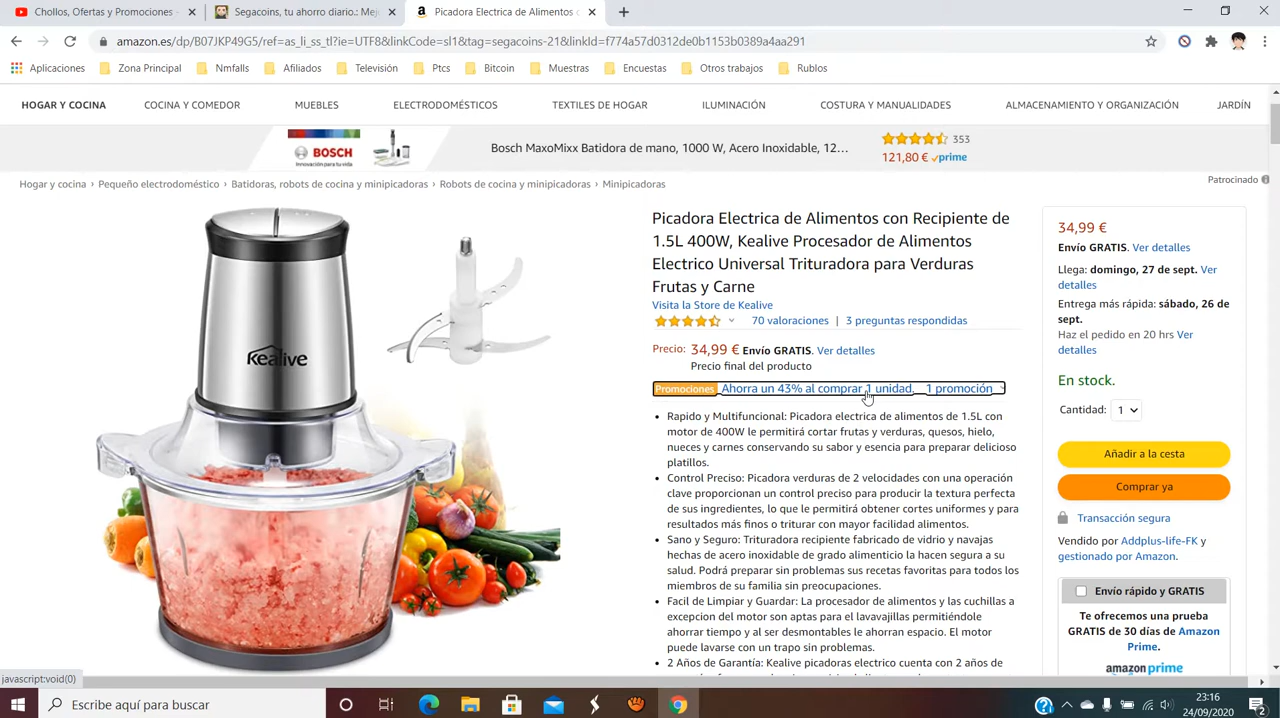 Chollos, Ofertas y Promociones -
Segacoins, tu ahorro diario.: Mej
Picadora Electrica de Alimentos c
amazon.es/dp/B07JKP49G5/ref=as_li_ss_tl?ie=UTF8&linkCode=sl1&tag=segacoins-21&linkId=f774a57d0312de0b1153b0389a4aa291
Aplicaciones
Zona Principal
Nmfalls
Afiliados
Televisión
Ptcs
Bitcoin
Muestras
Encuestas
Otros trabajos
Rublos
HOGAR Y COCINA
COCINA Y COMEDOR
MUEBLES
ELECTRODOMÉSTICOS
TEXTILES DE HOGAR
ILUMINACIÓN
COSTURA Y MANUALIDADES
ALMACENAMIENTO Y ORGANIZACIÓN
JARDÍN
BOSCH
Innovación para tu vida
Bosch MaxoMixx Batidora de mano, 1000 W, Acero Inoxidable, 12...
353
121,80 € prime
Hogar y cocina › Pequeño electrodoméstico › Batidoras, robots de cocina y minipicadoras › Robots de cocina y minipicadoras › Minipicadoras
Patrocinado
Kealive
Picadora Electrica de Alimentos con Recipiente de
1.5L 400W, Kealive Procesador de Alimentos
Electrico Universal Trituradora para Verduras
Frutas y Carne
Visita la Store de Kealive
70 valoraciones | 3 preguntas respondidas
Precio: 34,99 € Envío GRATIS. Ver detalles
Precio final del producto
Promociones Ahorra un 43% al comprar 1 unidad. 1 promoción
• Rapido y Multifuncional: Picadora electrica de alimentos de 1.5L con
motor de 400W le permitirá cortar frutas y verduras, quesos, hielo,
nueces y carnes conservando su sabor y esencia para preparar delicioso
platillos.
• Control Preciso: Picadora verduras de 2 velocidades con una operación
clave proporcionan un control preciso para producir la textura perfecta
de sus ingredientes, lo que le permitirá obtener cortes uniformes y para
resultados más finos o triturar con mayor facilidad alimentos.
• Sano y Seguro: Trituradora recipiente fabricado de vidrio y navajas
hechas de acero inoxidable de grado alimenticio la hacen segura a su
salud. Podrá preparar sin problemas sus recetas favoritas para todos los
miembros de su familia sin preocupaciones.
• Facil de Limpiar y Guardar: La procesador de alimentos y las cuchillas a
excepcion del motor son aptas para el lavavajillas permitiéndole
ahorrar tiempo y al ser desmontables le ahorran espacio. El motor
puede lavarse con un trapo sin problemas.
• 2 Años de Garantía: Kealive picadoras electrico cuenta con 2 años de
34,99 €
Envío GRATIS. Ver detalles
Llega: domingo, 27 de sept. Ver
detalles
Entrega más rápida: sábado, 26 de
sept.
Haz el pedido en 20 hrs Ver
detalles
En stock.
Cantidad: 1
Añadir a la cesta
Comprar ya
Transacción segura
Vendido por Addplus-life-FK y
gestionado por Amazon.
Envío rápido y GRATIS
Te ofrecemos una prueba
GRATIS de 30 días de Amazon
Prime.
amazon prime
javascript:void(0)
Escribe aquí para buscar
23:16
24/09/2020
2